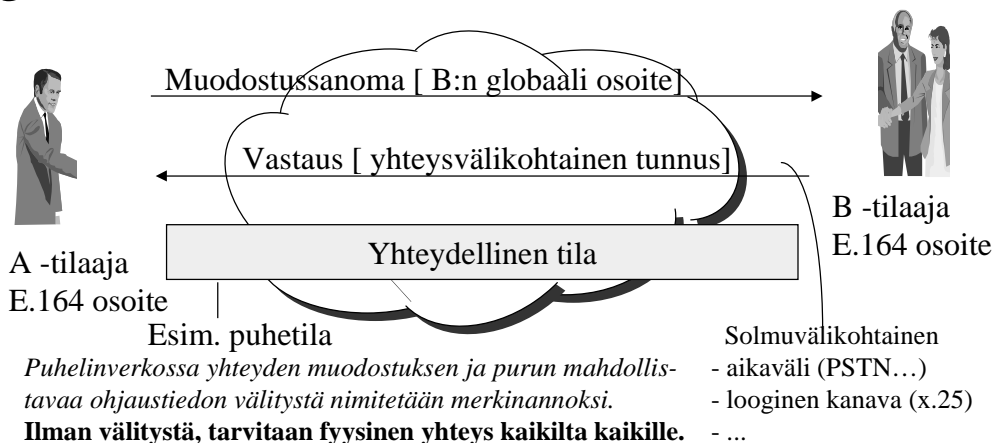 Muodostussanoma [ B:n globaali osoite]
Vastaus [ yhteysvälikohtainen tunnus]
B -tilaaja
E.164 osoite
Yhteydellinen tila
A -tilaaja
E.164 osoite
Esim. puhetila
Puhelinverkossa yhteyden muodostuksen ja purun mahdollis-
tavaa ohjaustiedon välitystä nimitetään merkinannoksi.
Ilman välitystä, tarvitaan fyysinen yhteys kaikilta kaikille.
Solmuvälikohtainen
- aikaväli (PSTN…)
- looginen kanava (x.25)
- ...